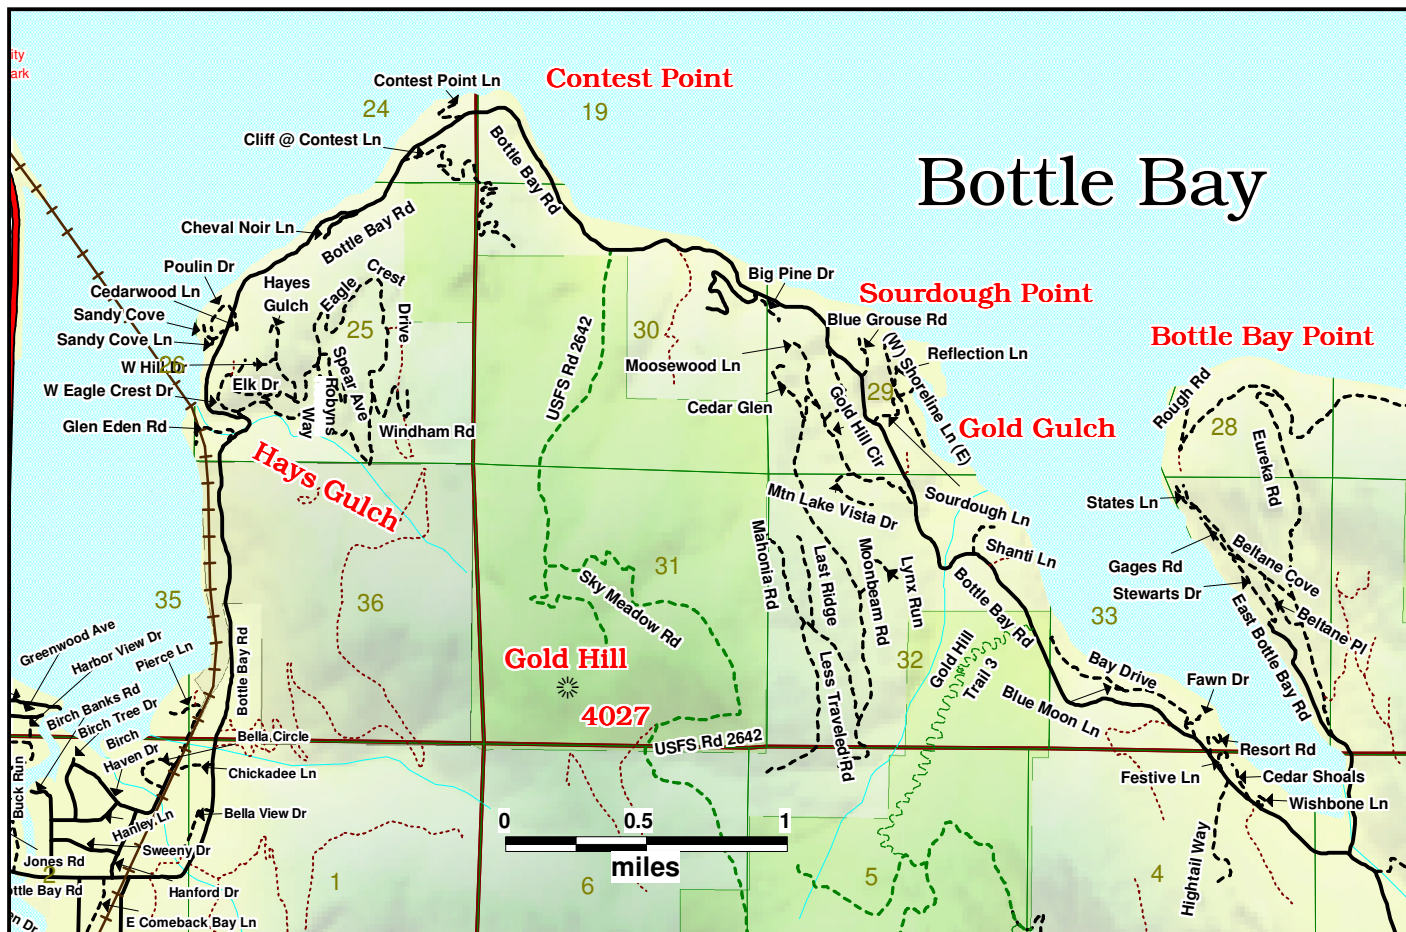 ity
ark
Contest Point Ln
Contest Point
24
19
Cliff @ Contest Ln
Bottle Bay Rd
Bottle Bay
Cheval Noir Ln
Bottle Bay Rd
Poulin Dr
Hayes
Gulch
Eagle
Crest
Drive
Big Pine Dr
Cedarwood Ln
Sourdough Point
Sandy Cove
25
USFS Rd 2642
30
Blue Grouse Rd
Bottle Bay Point
Sandy Cove Ln
(W) Shoreline Ln (E)
Reflection Ln
W Hill Dr
26
Spear Ave
Moosewood Ln
W Eagle Crest Dr
Elk Dr
Robyns
Way
29
Rough Rd
Cedar Glen
Gold Hill Cir
Glen Eden Rd
Windham Rd
Gold Gulch
28
Hays Gulch
Eureka Rd
Mtn Lake Vista Dr
Sourdough Ln
States Ln
Mahonia Rd
Last Ridge
Moonbeam Rd
Lynx Run
Shanti Ln
Gages Rd
Beltane Cove
31
Sky Meadow Rd
Bottle Bay Rd
Stewarts Dr
35
36
33
East Bottle Bay Rd
Beltane Pl
Greenwood Ave
Harbor View Dr
Pierce Ln
Bottle Bay Rd
Gold Hill
4027
Less Traveled Rd
32
Gold Hill
Trail 3
Bay Drive
Fawn Dr
Birch Banks Rd
Birch Tree Dr
Blue Moon Ln
Birch
Haven Dr
Bella Circle
USFS Rd 2642
Resort Rd
Buck Run
Chickadee Ln
Festive Ln
Cedar Shoals
Wishbone Ln
Hanley Ln
Bella View Dr
0
0.5
1
miles
Sweeny Dr
Jones Rd
2
Hightail Way
ttle Bay Rd
Hanford Dr
1
6
5
4
en Dr
E Comeback Bay Ln